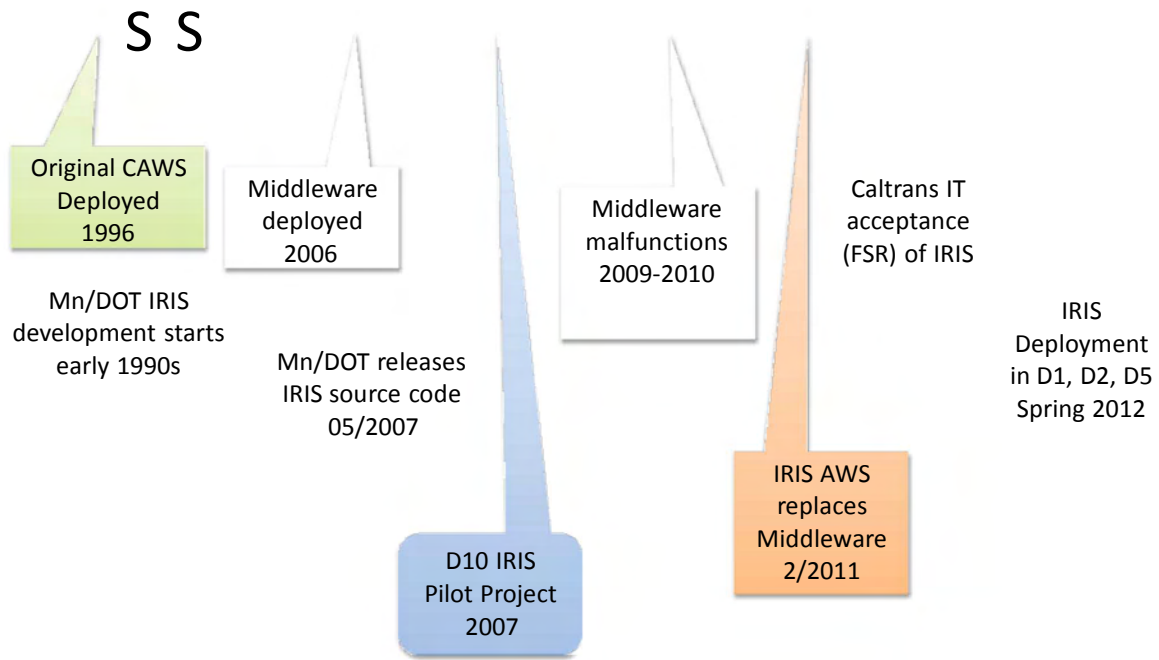 S S
Original CAWS
Deployed
1996
Mn/DOT IRIS
development starts
early 1990s
Middleware
deployed
2006
Mn/DOT releases
IRIS source code
05/2007
D10 IRIS
Pilot Project
2007
Middleware
malfunctions
2009-2010
IRIS AWS
replaces
Middleware
2/2011
Caltrans IT
acceptance
(FSR) of IRIS
IRIS
Deployment
in D1, D2, D5
Spring 2012